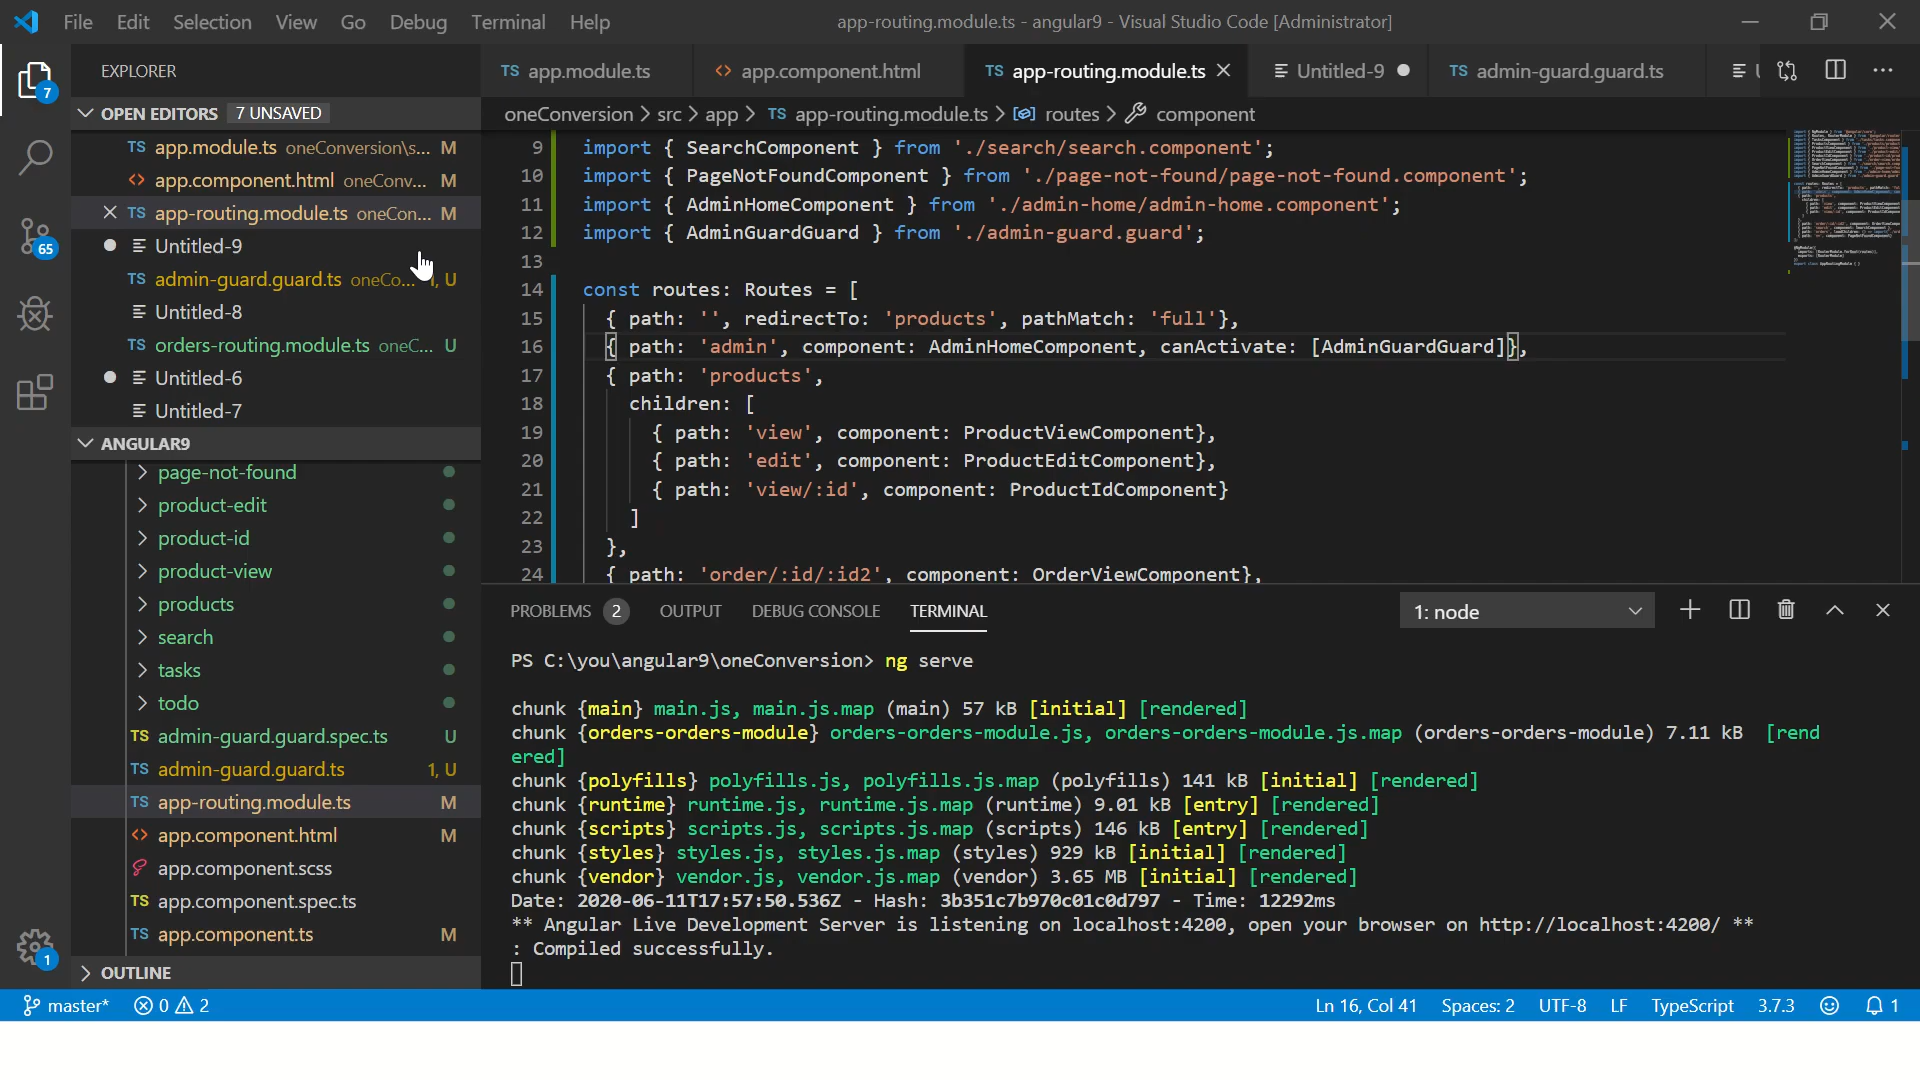 File Edit Selection View Go Debug Terminal Help
app-routing.module.ts - angular9 - Visual Studio Code [Administrator]
EXPLORER
TS app.module.ts
<> app.component.html
TS app-routing.module.ts
Untitled-9
TS admin-guard.guard.ts
7
OPEN EDITORS 7 UNSAVED
TS app.module.ts oneConversion\s... M
<> app.component.html oneConv... M
TS app-routing.module.ts oneCon... M
Untitled-9
TS admin-guard.guard.ts oneCo... 1, U
Untitled-8
TS orders-routing.module.ts oneC... U
Untitled-6
Untitled-7
65
ANGULAR9
page-not-found
product-edit
product-id
product-view
products
search
tasks
todo
TS admin-guard.guard.spec.ts U
TS admin-guard.guard.ts 1, U
TS app-routing.module.ts M
<> app.component.html M
app.component.scss
TS app.component.spec.ts
TS app.component.ts M
OUTLINE
1
oneConversion > src > app > TS app-routing.module.ts > routes > component
9 import { SearchComponent } from './search/search.component';
10 import { PageNotFoundComponent } from './page-not-found/page-not-found.component';
11 import { AdminHomeComponent } from './admin-home/admin-home.component';
12 import { AdminGuardGuard } from './admin-guard.guard';
13
14 const routes: Routes = [
15 { path: '', redirectTo: 'products', pathMatch: 'full'},
16 { path: 'admin', component: AdminHomeComponent, canActivate: [AdminGuardGuard]},
17 { path: 'products',
18 children: [
19 { path: 'view', component: ProductViewComponent},
20 { path: 'edit', component: ProductEditComponent},
21 { path: 'view/:id', component: ProductIdComponent}
22 ]
23 },
24 { path: 'order/:id/:id2', component: OrderViewComponent},
PROBLEMS 2 OUTPUT DEBUG CONSOLE TERMINAL 1: node
PS C:\you\angular9\oneConversion> ng serve
chunk {main} main.js, main.js.map (main) 57 kB [initial] [rendered]
chunk {orders-orders-module} orders-orders-module.js, orders-orders-module.js.map (orders-orders-module) 7.11 kB [rend
ered]
chunk {polyfills} polyfills.js, polyfills.js.map (polyfills) 141 kB [initial] [rendered]
chunk {runtime} runtime.js, runtime.js.map (runtime) 9.01 kB [entry] [rendered]
chunk {scripts} scripts.js, scripts.js.map (scripts) 146 kB [entry] [rendered]
chunk {styles} styles.js, styles.js.map (styles) 929 kB [initial] [rendered]
chunk {vendor} vendor.js, vendor.js.map (vendor) 3.65 MB [initial] [rendered]
Date: 2020-06-11T17:57:50.536Z - Hash: 3b351c7b970c01c0d797 - Time: 12292ms
** Angular Live Development Server is listening on localhost:4200, open your browser on http://localhost:4200/ **
: Compiled successfully.
master* 0 2 Ln 16, Col 41 Spaces: 2 UTF-8 LF TypeScript 3.7.3 1